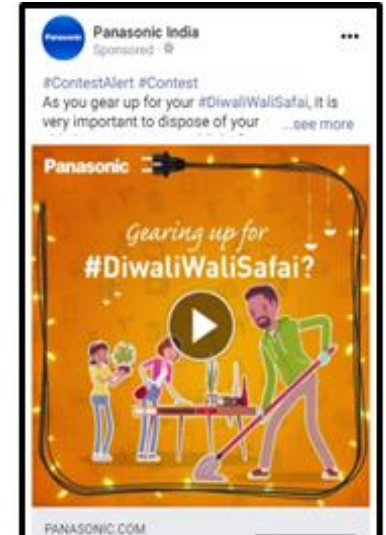 Panasonic
Panasonic India
Sponsored ·
#ContestAlert #Contest
As you gear up for your #DiwaliWaliSafai, it is
very important to dispose of your ...see more
Panasonic
Gearing up for
#DiwaliWaliSafai?
PANASONIC.COM